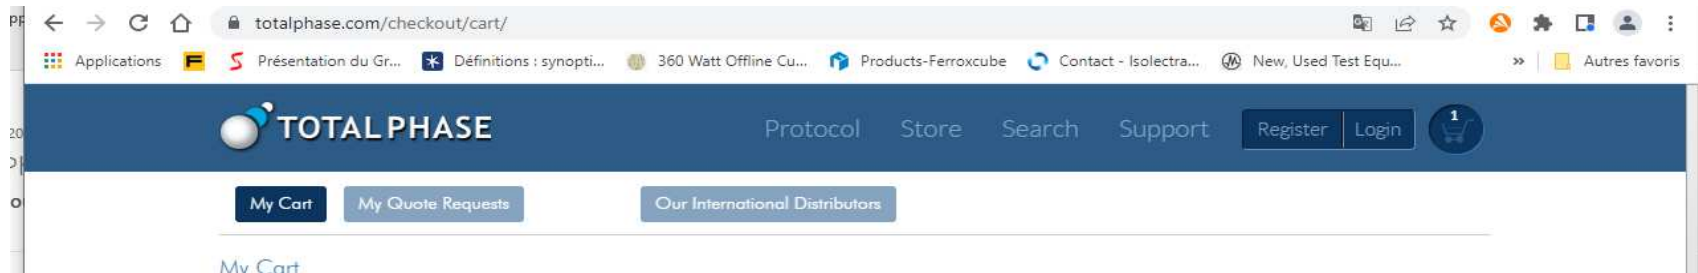 totalphase.com/checkout/cart/
Applications Présentation du Gr... Définitions : synopti... 360 Watt Offline Cu... Products-Ferroxcube Contact - Isolectra... New, Used Test Equ... » Autres favoris
TOTAL PHASE Protocol Store Search Support Register Login 1
My Cart My Quote Requests Our International Distributors
My Cart